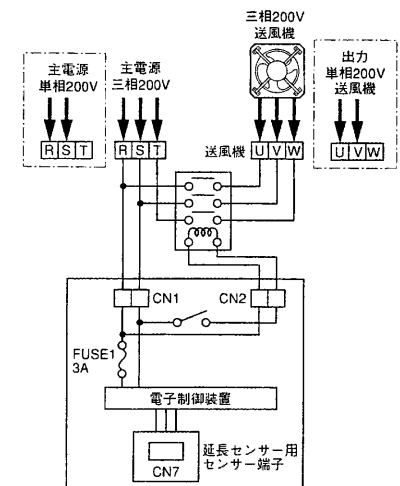 三相200V
送風機
主電源
単相200V
主電源
三相200V
出力
単相200V
送風機
R S T
R S T
送風機
U V W
U V W
CN1
CN2
FUSE1
3A
電子制御装置
CN7
延長センサー用
センサー端子